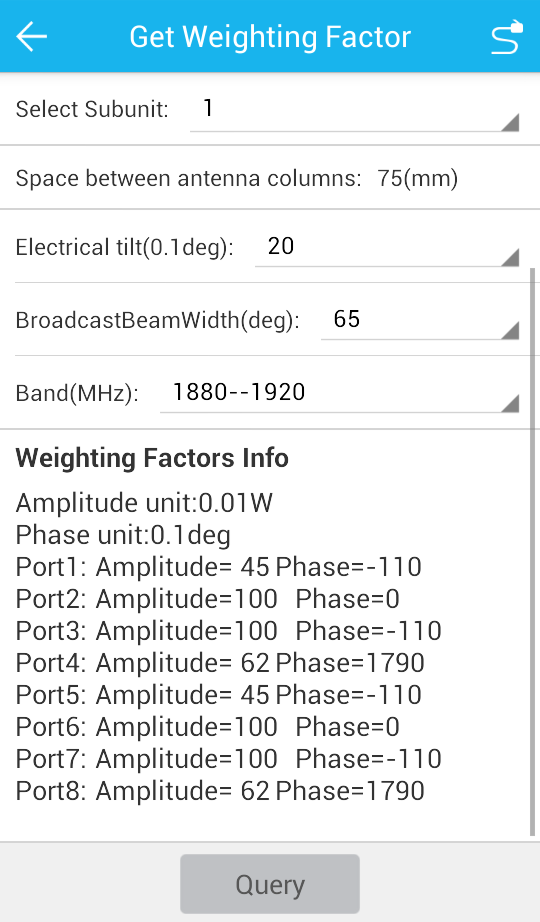 Get Weighting Factor
Select Subunit: 1
Space between antenna columns: 75(mm)
Electrical tilt(0.1deg): 20
BroadcastBeamWidth(deg): 65
Band(MHz): 1880--1920
Weighting Factors Info
Amplitude unit:0.01W
Phase unit:0.1deg
Port1: Amplitude= 45 Phase=-110
Port2: Amplitude=100 Phase=0
Port3: Amplitude=100 Phase=-110
Port4: Amplitude= 62 Phase=1790
Port5: Amplitude= 45 Phase=-110
Port6: Amplitude=100 Phase=0
Port7: Amplitude=100 Phase=-110
Port8: Amplitude= 62 Phase=1790
Query